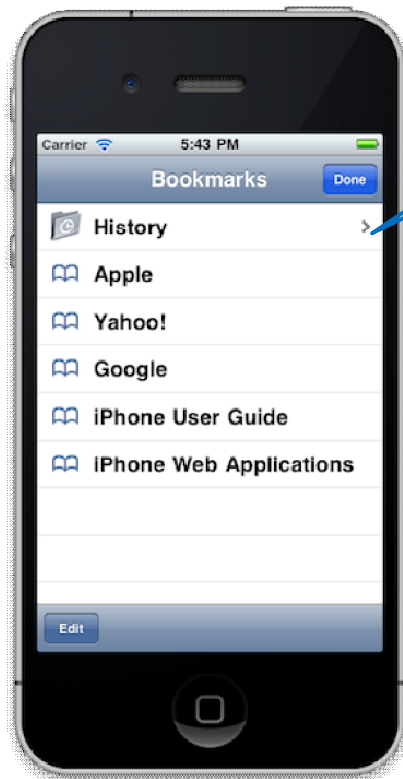 Carrier 5:43 PM
Bookmarks Done
History
Apple
Yahoo!
Google
iPhone User Guide
iPhone Web Applications
Edit